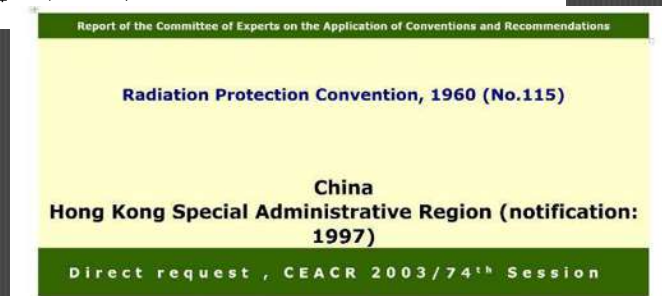 Report of the Committee of Experts on the Application of Conventions and Recommendations
Radiation Protection Convention, 1960 (No.115)
China
Hong Kong Special Administrative Region (notification:
1997)
Direct request , CEACR 2003/74th Session